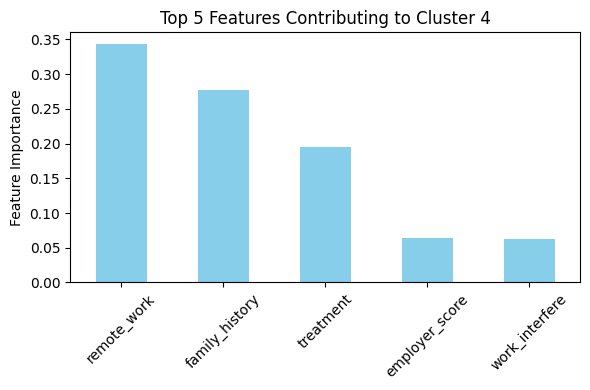 Top 5 Features Contributing to Cluster 4
Feature Importance
0.35
0.30
0.25
0.20
0.15
0.10
0.05
0.00
remote_work
family_history
treatment
employer_score
work_interfere